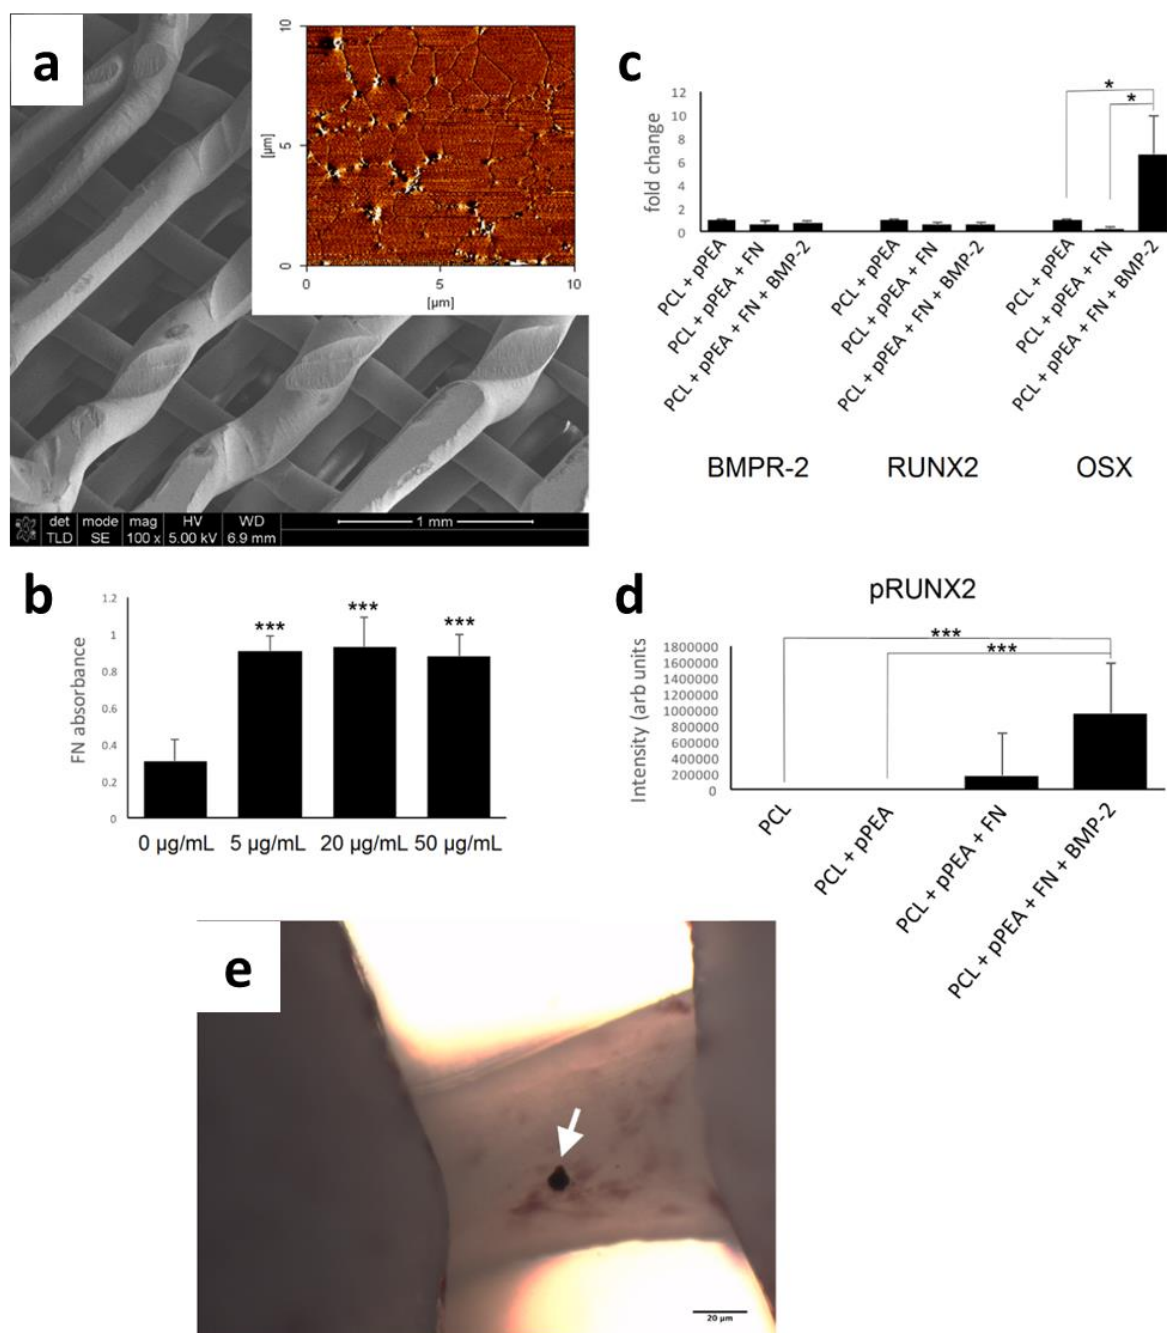 a
10
5
0
[µm]
0
5
10
[µm]
det
mode
mag
HV
WD
TLD
SE
100 x
5.00 kV
6.9 mm
1 mm
b
1.2
1
0.8
0.6
0.4
0.2
0
FN absorbance
***
***
***
0 µg/mL
5 µg/mL
20 µg/mL
50 µg/mL
c
12
10
8
6
4
2
0
fold change
*
*
PCL + pPEA
PCL + pPEA + FN
PCL + pPEA + FN + BMP-2
PCL + pPEA
PCL + pPEA + FN
PCL + pPEA + FN + BMP-2
PCL + pPEA
PCL + pPEA + FN
PCL + pPEA + FN + BMP-2
BMPR-2
RUNX2
OSX
d
pRUNX2
***
***
1800000
1600000
1400000
1200000
1000000
800000
600000
400000
200000
0
Intensity (arb units
PCL
PCL + pPEA
PCL + pPEA + FN
PCL + pPEA + FN + BMP-2
e
20 µm